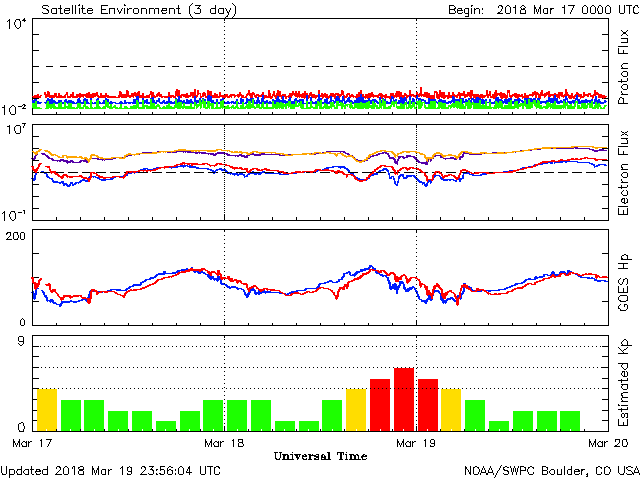 Satellite Environment (3 day) Begin: 2018 Mar 17 0000 UTC
10^4
10^-2
Proton Flux
10^7
10^-1
Electron Flux
200
0
GOES Hp
9
0
Estimated Kp
Mar 17 Mar 18 Mar 19 Mar 20
Universal Time
Updated 2018 Mar 19 23:56:04 UTC NOAA/SWPC Boulder, CO USA